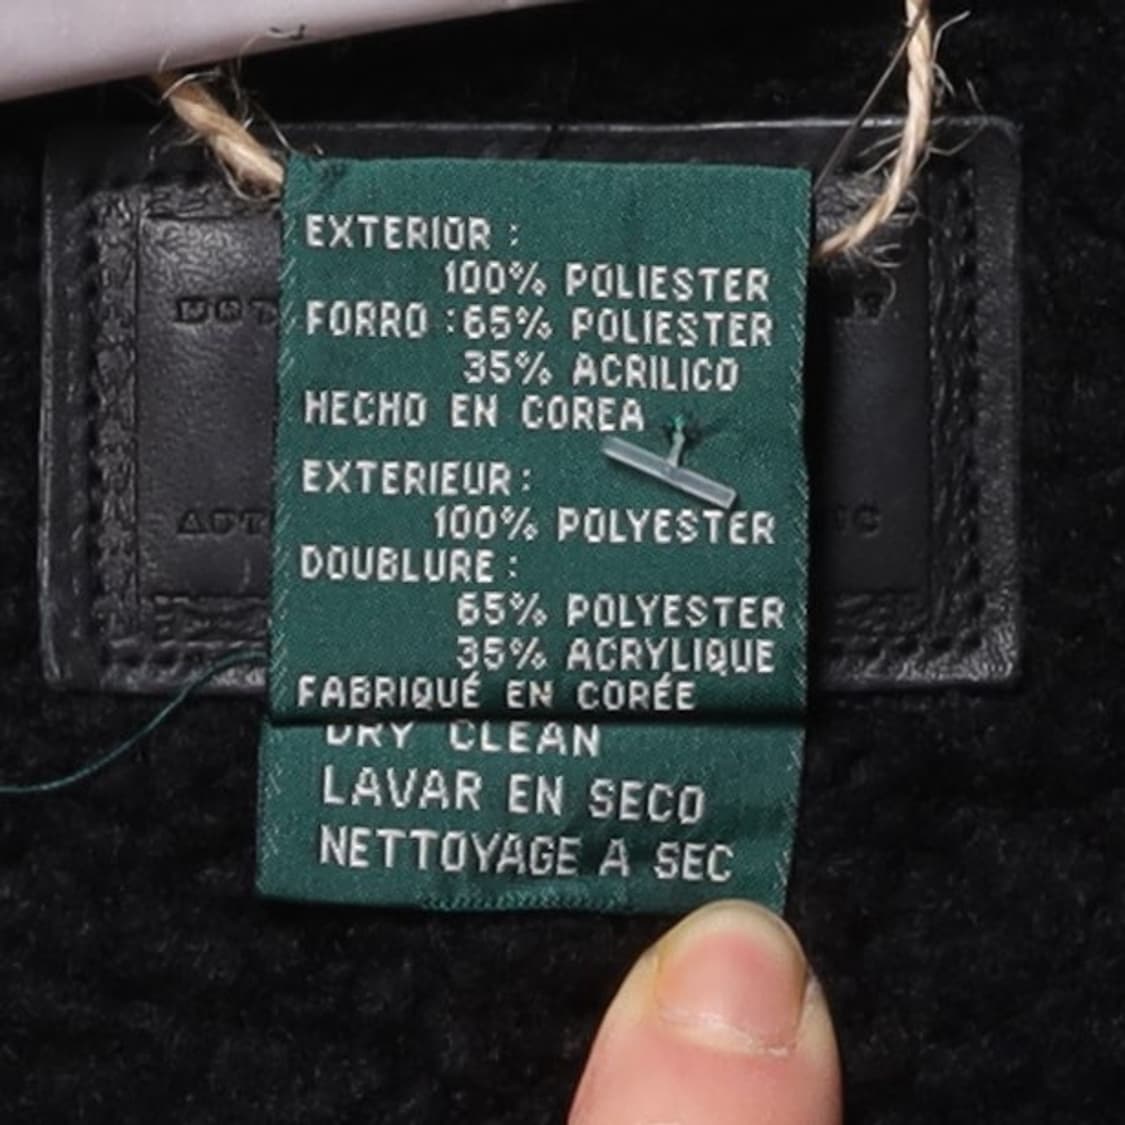 EXTERIOR :
100% POLIESTER
FORRO :65% POLIESTER
35% ACRILICO
HECHO EN COREA
EXTERIEUR :
100% POLYESTER
DOUBLURE :
65% POLYESTER
35% ACRYLIQUE
FABRIQUÉ EN CORÉE
DRY CLEAN
LAVAR EN SECO
NETTOYAGE A SEC